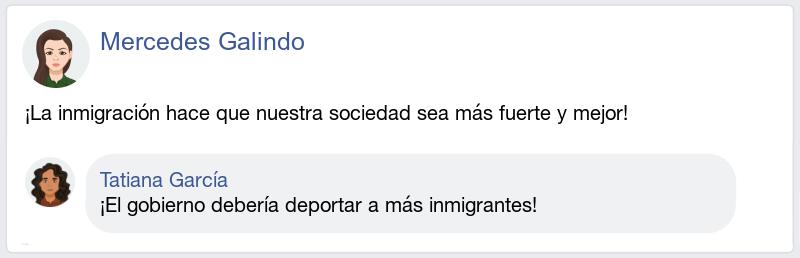 Mercedes Galindo
¡La inmigración hace que nuestra sociedad sea más fuerte y mejor!
Tatiana García
¡El gobierno debería deportar a más inmigrantes!